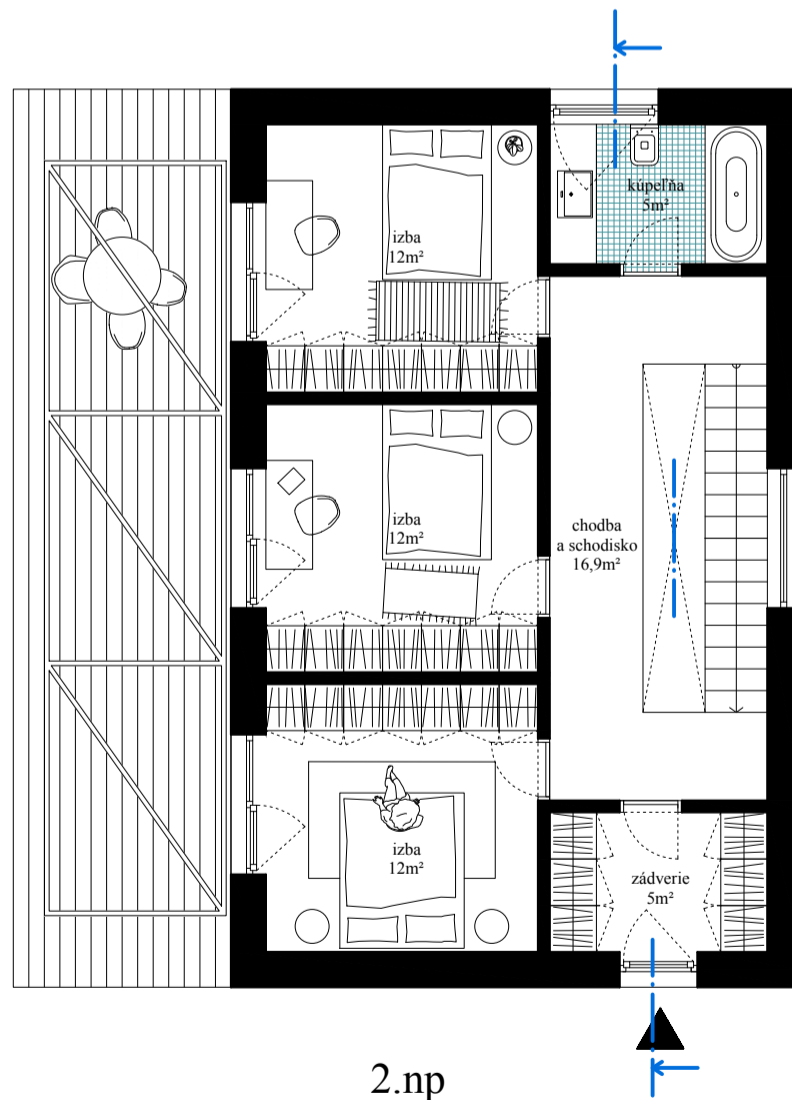 kúpeľňa
5m²
izba
12m²
izba
12m²
chodba
a schodisko
16,9m²
izba
12m²
zádverie
5m²
2.np